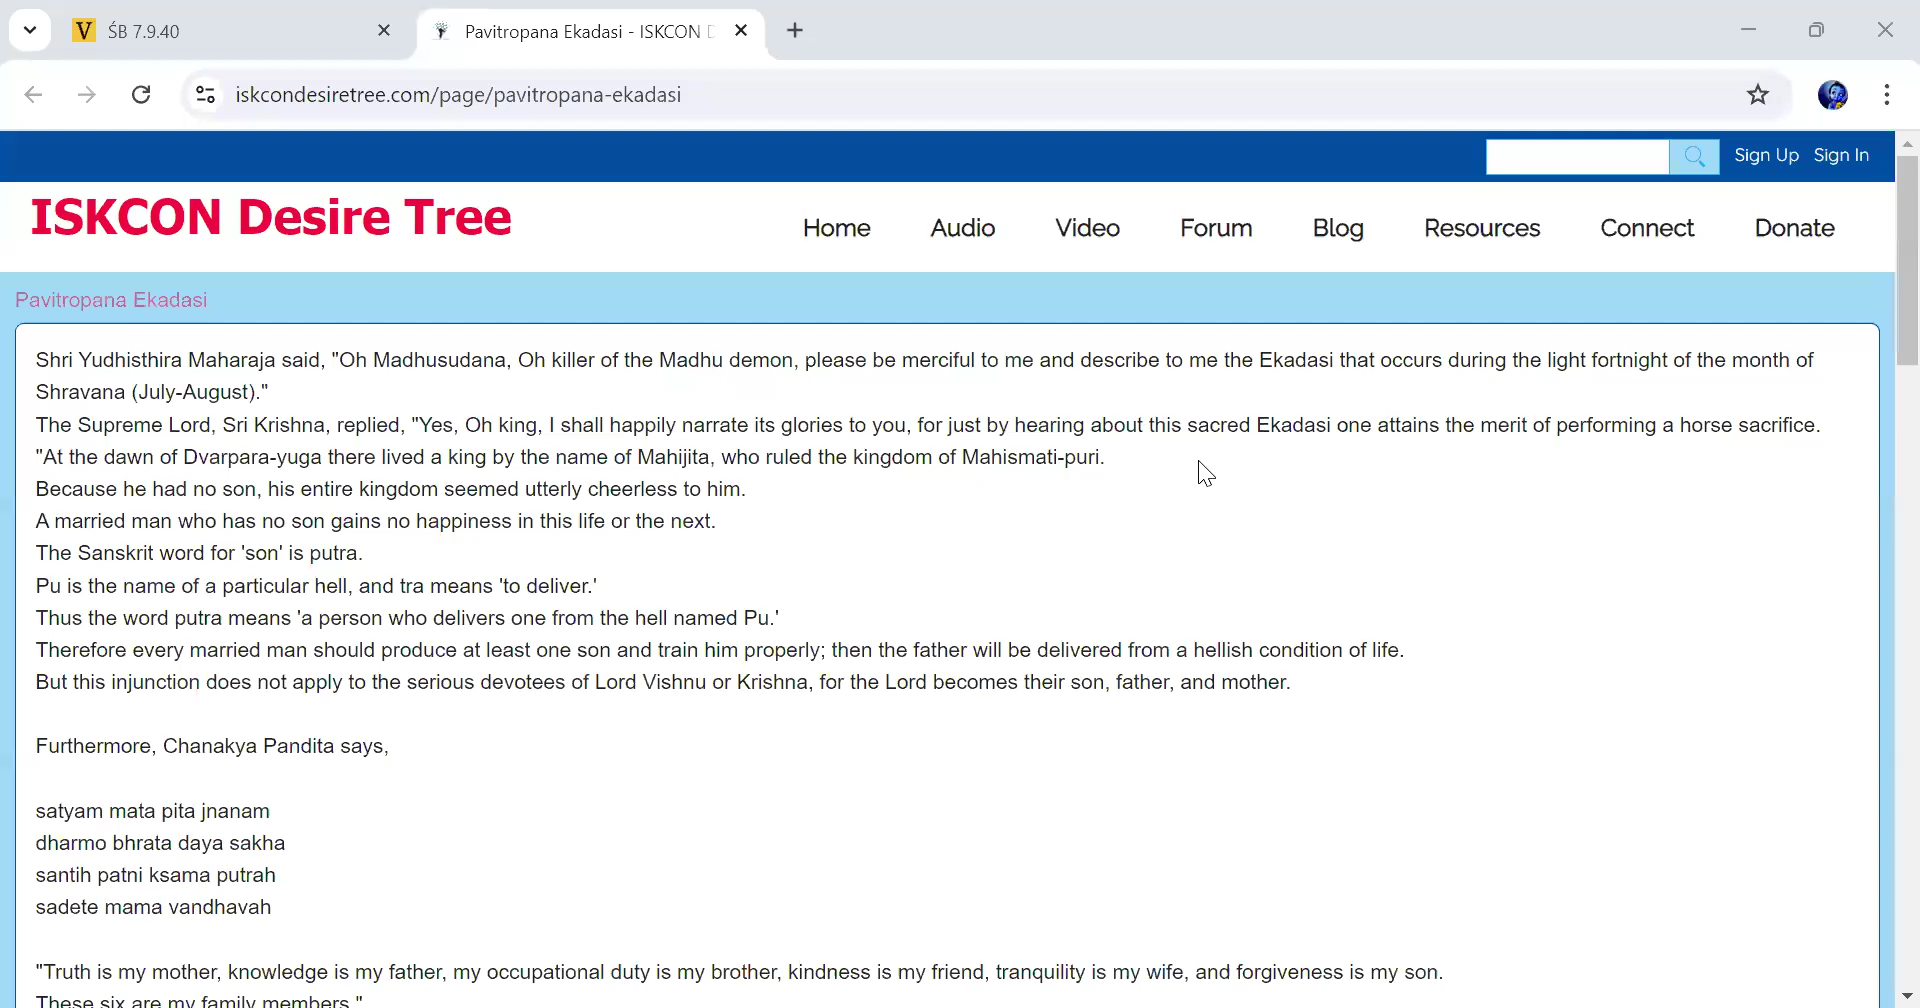 ŚB 7.9.40
Pavitropana Ekadasi - ISKCON
iskcondesiretree.com/page/pavitropana-ekadasi
Sign Up Sign In
ISKCON Desire Tree
Home Audio Video Forum Blog Resources Connect Donate
Pavitropana Ekadasi
Shri Yudhisthira Maharaja said, "Oh Madhusudana, Oh killer of the Madhu demon, please be merciful to me and describe to me the Ekadasi that occurs during the light fortnight of the month of
Shravana (July-August)."
The Supreme Lord, Sri Krishna, replied, "Yes, Oh king, I shall happily narrate its glories to you, for just by hearing about this sacred Ekadasi one attains the merit of performing a horse sacrifice.
"At the dawn of Dvarpara-yuga there lived a king by the name of Mahijita, who ruled the kingdom of Mahismati-puri.
Because he had no son, his entire kingdom seemed utterly cheerless to him.
A married man who has no son gains no happiness in this life or the next.
The Sanskrit word for 'son' is putra.
Pu is the name of a particular hell, and tra means 'to deliver.'
Thus the word putra means 'a person who delivers one from the hell named Pu.'
Therefore every married man should produce at least one son and train him properly; then the father will be delivered from a hellish condition of life.
But this injunction does not apply to the serious devotees of Lord Vishnu or Krishna, for the Lord becomes their son, father, and mother.
Furthermore, Chanakya Pandita says,
satyam mata pita jnanam
dharmo bhrata daya sakha
santih patni ksama putrah
sadete mama vandhavah
"Truth is my mother, knowledge is my father, my occupational duty is my brother, kindness is my friend, tranquility is my wife, and forgiveness is my son.
These six are my family members."